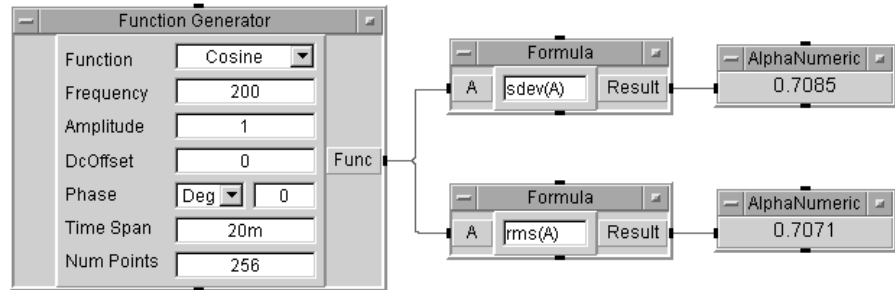 Function Generator
Function Cosine
Frequency 200
Amplitude 1
DcOffset 0
Phase Deg 0
Time Span 20m
Num Points 256
Func
Formula
A sdev(A) Result
AlphaNumeric
0.7085
Formula
A rms(A) Result
AlphaNumeric
0.7071